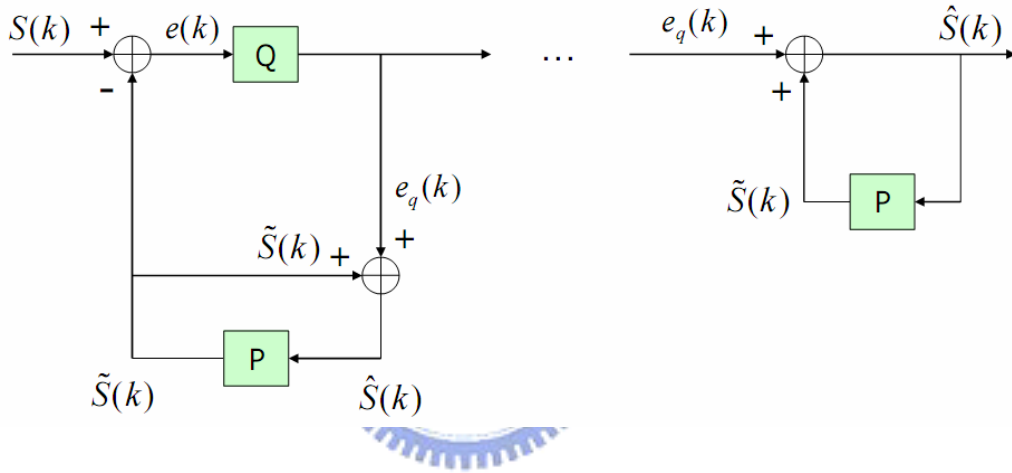 S(k) + e(k) Q ... e_q(k) + Ŝ(k)
-
+
e_q(k)
S̃(k) P
S̃(k) + +
P
S̃(k) Ŝ(k)